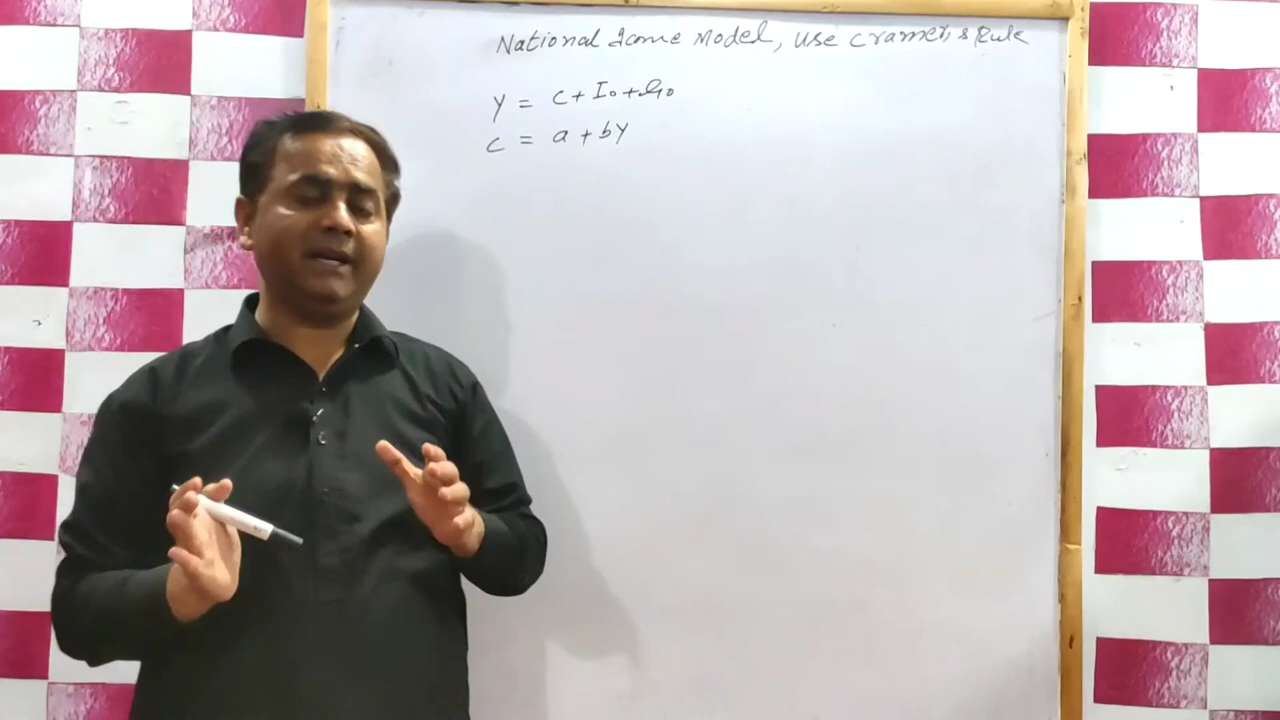 National Icome Model, Use Cramer,s Rule
Y = C + I₀ + G₀
C = a + bY